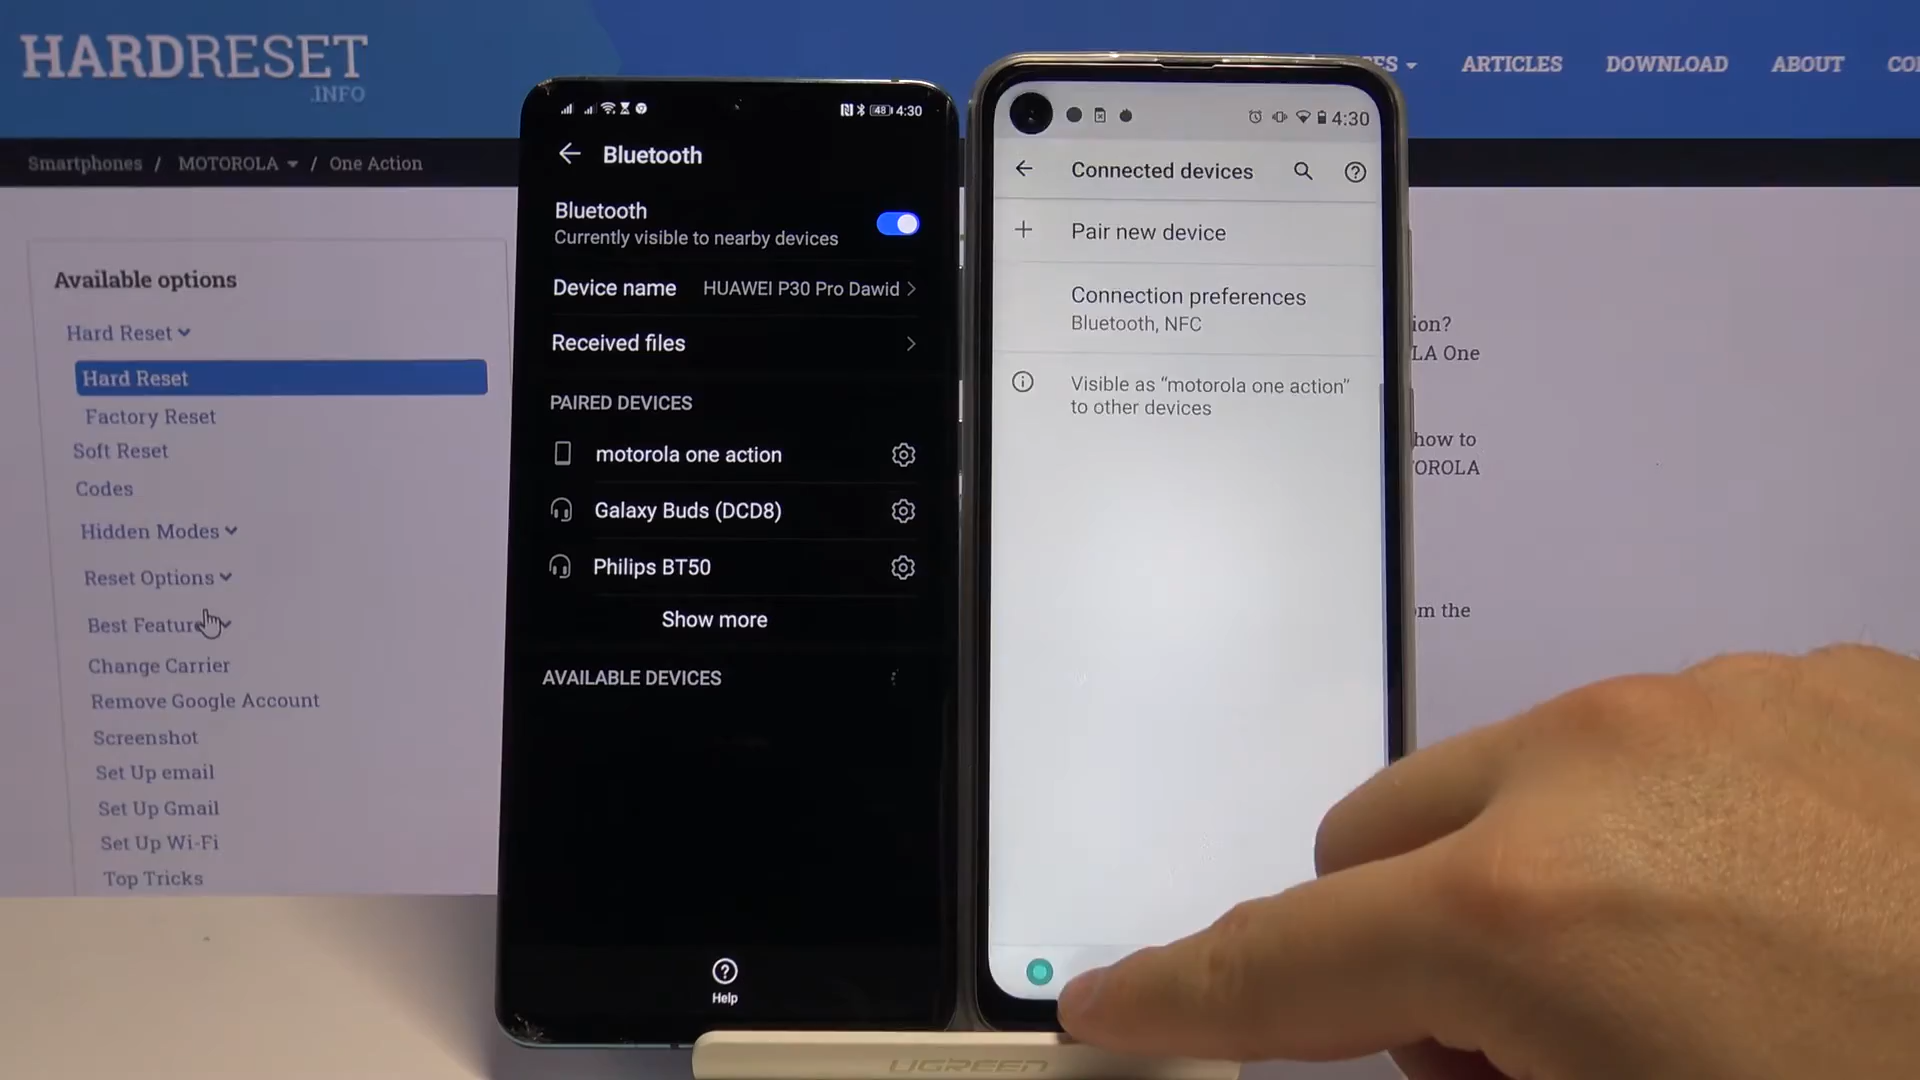 HARDRESET
.INFO
ARTICLES
DOWNLOAD
ABOUT
Smartphones / MOTOROLA / One Action
Available options
Hard Reset
Hard Reset
Factory Reset
Soft Reset
Codes
Hidden Modes
Reset Options
Change Carrier
Remove Google Account
Screenshot
Set Up email
Set Up Gmail
Set Up Wi-Fi
Top Tricks
48 4:30
Bluetooth
Bluetooth
Currently visible to nearby devices
Device name HUAWEI P30 Pro Dawid
Received files
PAIRED DEVICES
motorola one action
Galaxy Buds (DCD8)
Philips BT50
Show more
AVAILABLE DEVICES
Help
4:30
Connected devices
Pair new device
Connection preferences
Bluetooth, NFC
Visible as “motorola one action”
to other devices
ion?
LA One
how to
OROLA
m the
UGREEN